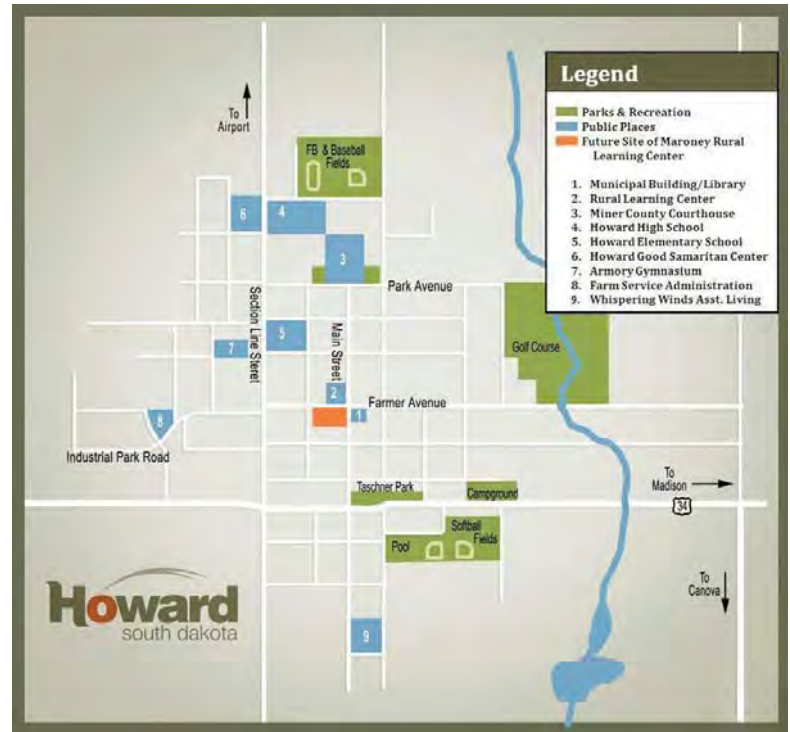 Legend
Parks & Recreation
Public Places
Future Site of Maroney Rural
Learning Center
1. Municipal Building/Library
2. Rural Learning Center
3. Miner County Courthouse
4. Howard High School
5. Howard Elementary School
6. Howard Good Samaritan Center
7. Armory Gymnasium
8. Farm Service Administration
9. Whispering Winds Asst. Living
To
Airport
FB & Baseball
Fields
6
4
3
Park Avenue
Section Line Steret
Main Street
5
7
Golf Course
2
Farmer Avenue
1
8
Industrial Park Road
Taschner Park
Campground
To
Madison
34
Softball
Fields
Pool
To
Canova
Howard
south dakota
9